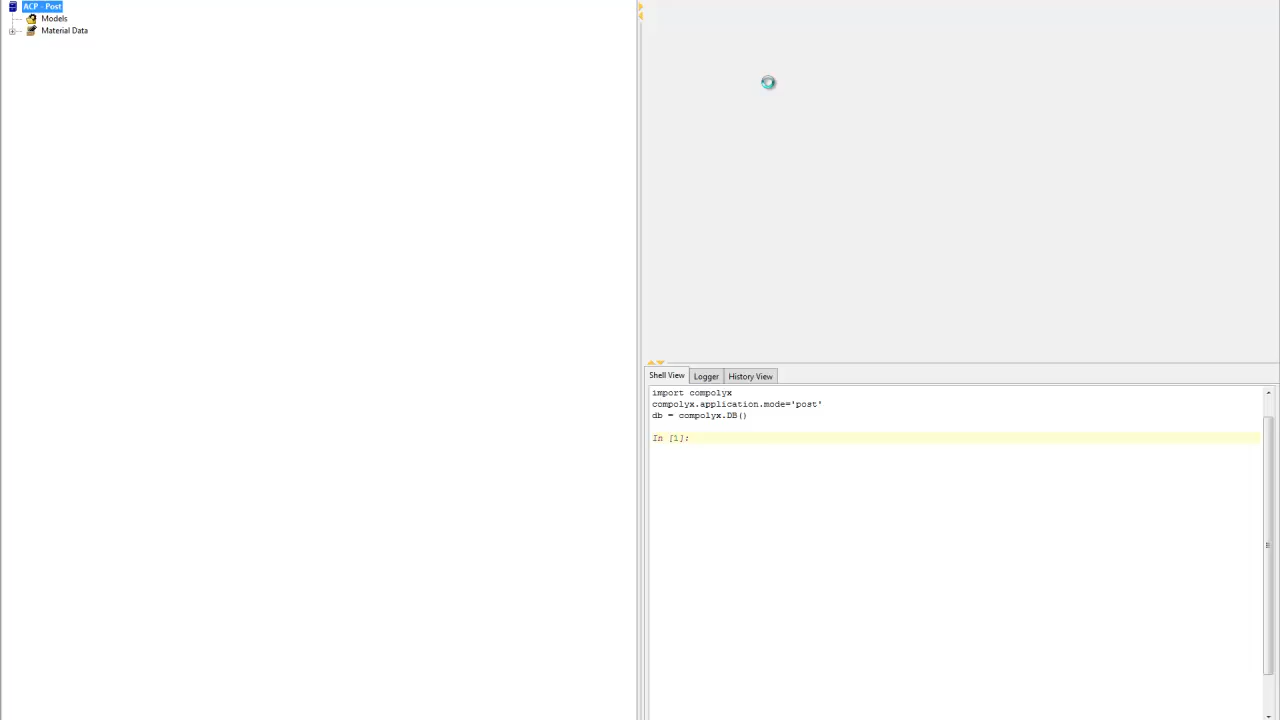 ACP - Post
Models
Material Data
Shell View
Logger
History View
import compolyx
compolyx.application.mode='post'
db = compolyx.DB()
In [1]: